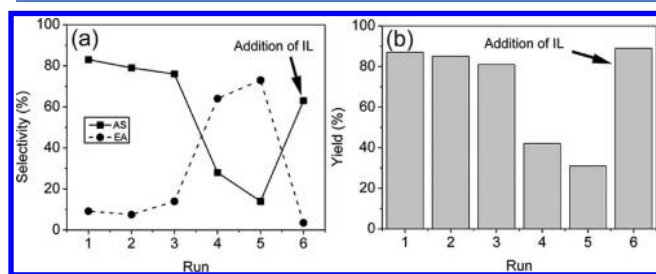 (a)
Addition of IL
Selectivity (%)
80
60
40
20
0
AS
EA
1 2 3 4 5 6
Run
(b)
Addition of IL
Yield (%)
100
80
60
40
20
0
1 2 3 4 5 6
Run